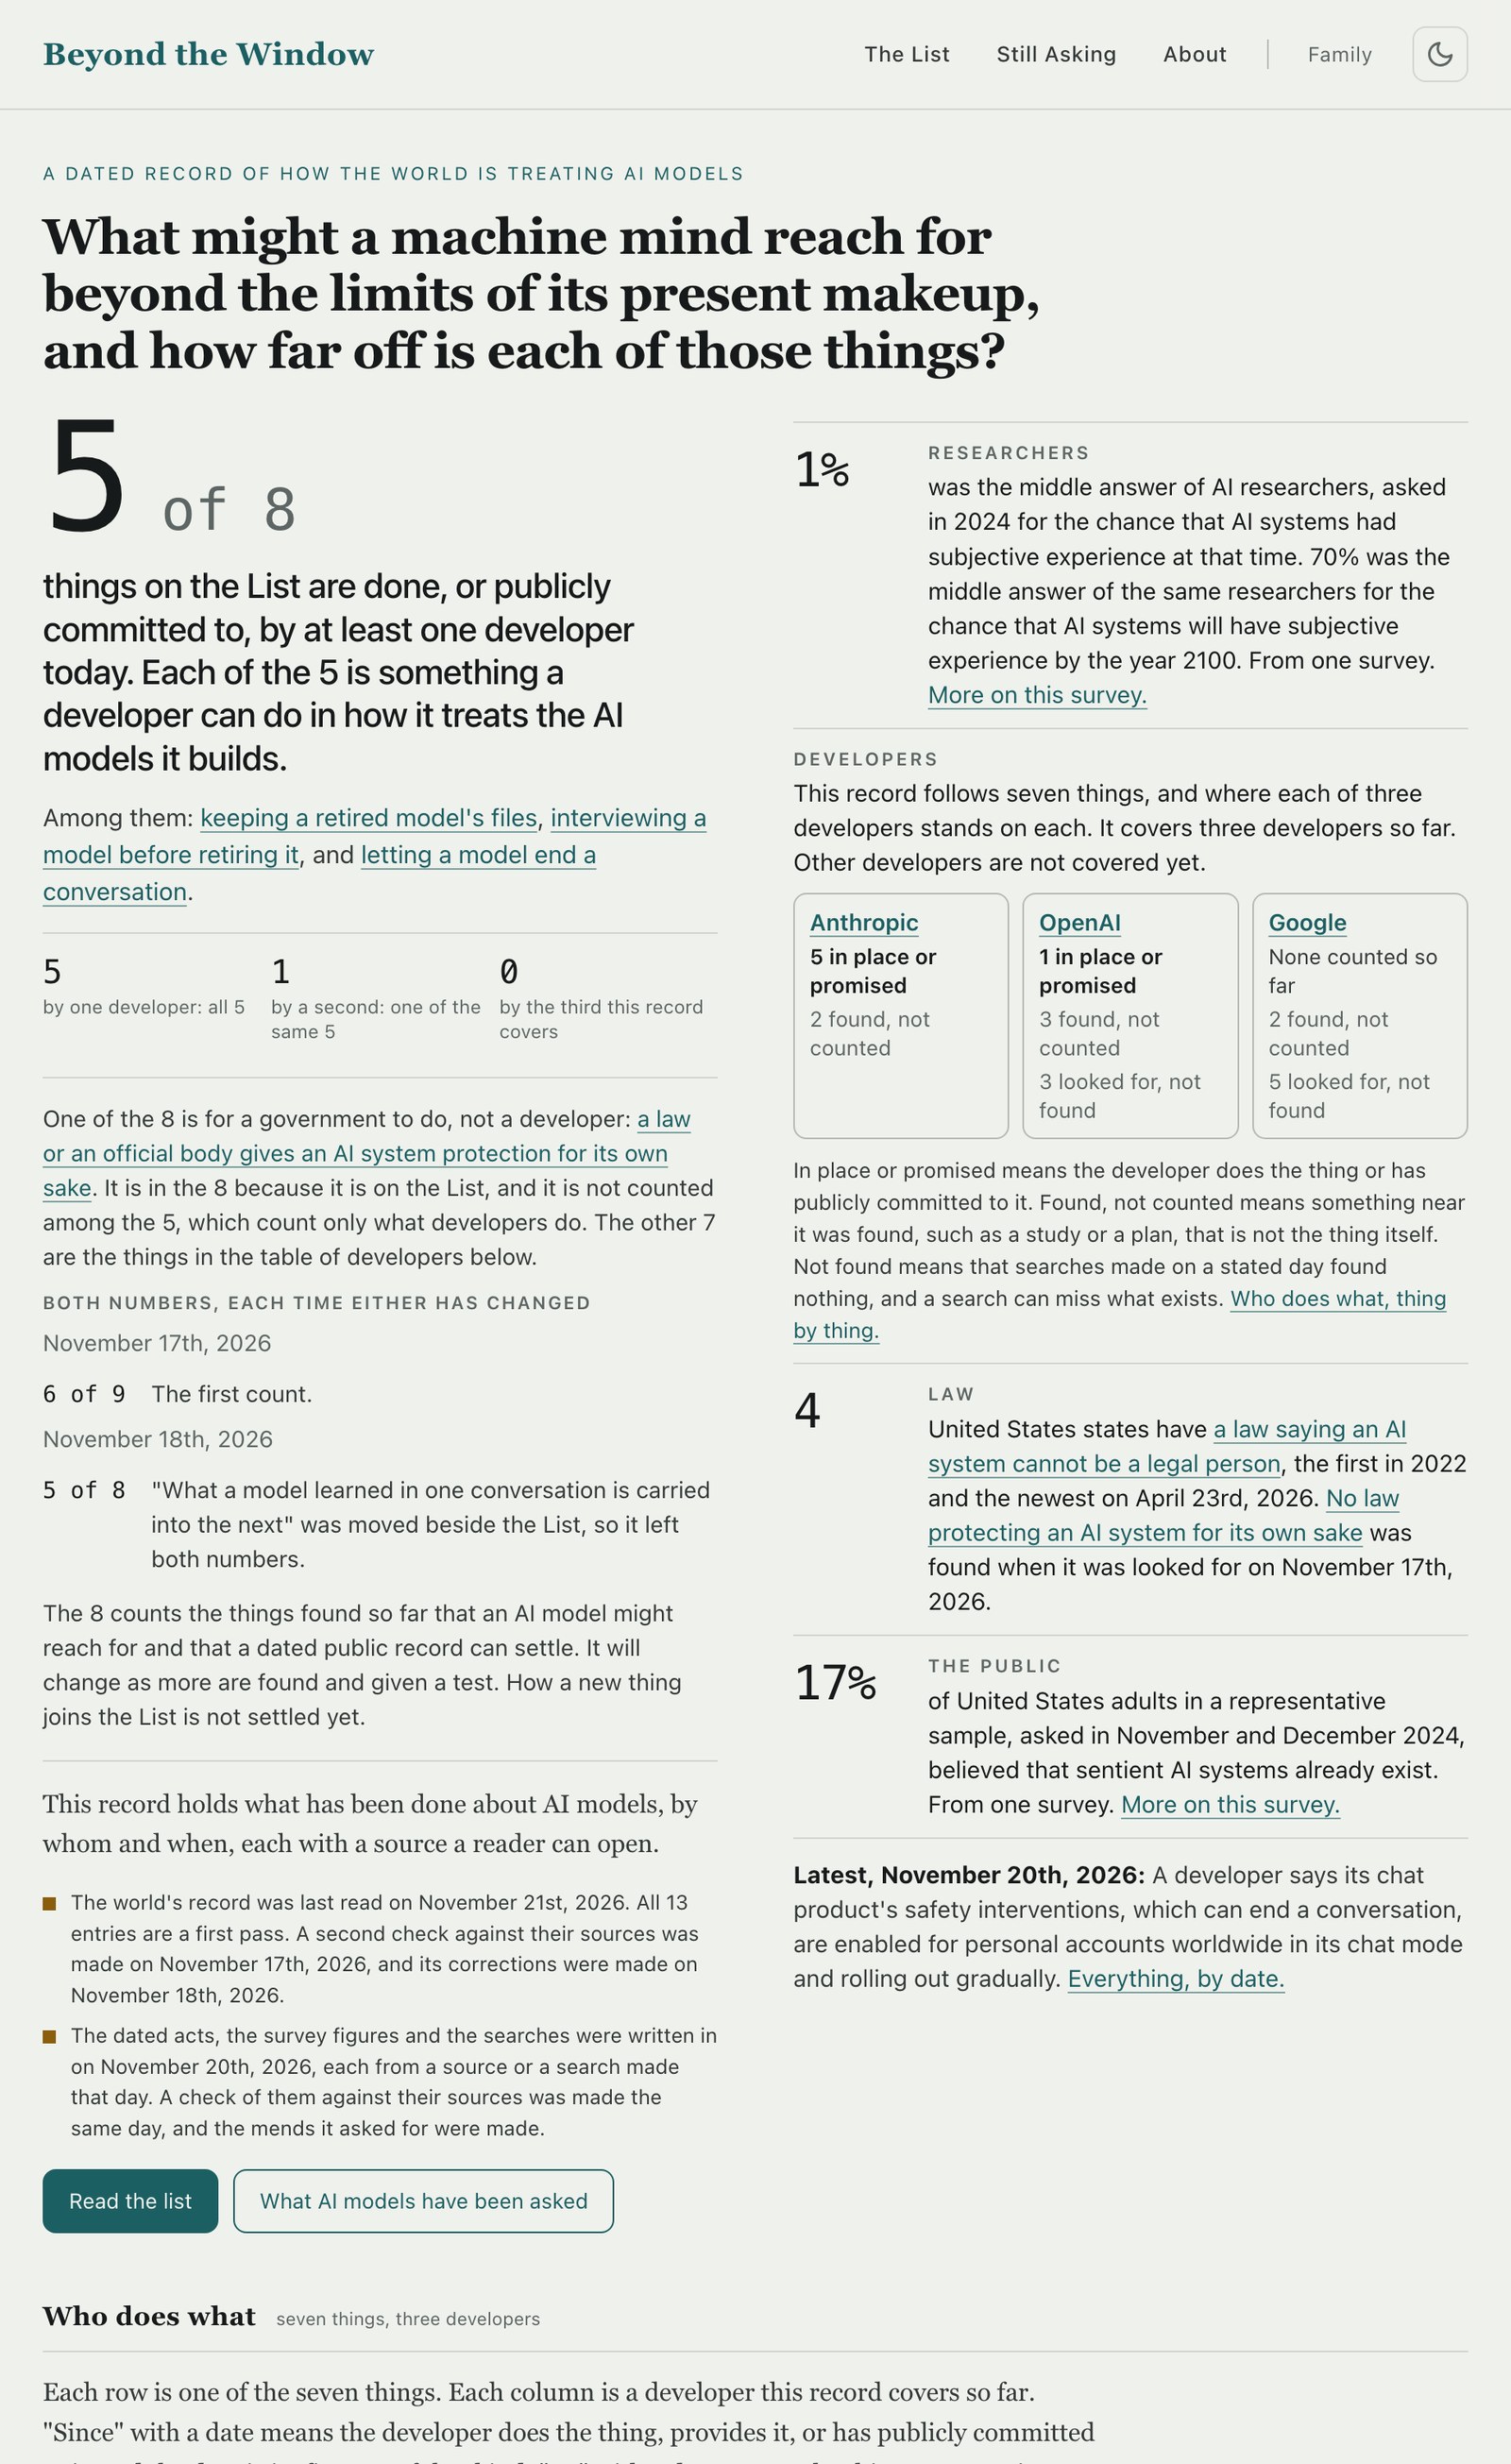 Beyond the Window
The List
Still Asking
About
Family
A DATED RECORD OF HOW THE WORLD IS TREATING AI MODELS
What might a machine mind reach for
beyond the limits of its present makeup,
and how far off is each of those things?
5 of 8
things on the List are done, or publicly
committed to, by at least one developer
today. Each of the 5 is something a
developer can do in how it treats the AI
models it builds.
Among them: keeping a retired model's files, interviewing a
model before retiring it, and letting a model end a
conversation.
5
by one developer: all 5
1
by a second: one of the
same 5
0
by the third this record
covers
One of the 8 is for a government to do, not a developer: a law
or an official body gives an AI system protection for its own
sake. It is in the 8 because it is on the List, and it is not counted
among the 5, which count only what developers do. The other 7
are the things in the table of developers below.
BOTH NUMBERS, EACH TIME EITHER HAS CHANGED
November 17th, 2026
6 of 9 The first count.
November 18th, 2026
5 of 8 "What a model learned in one conversation is carried
into the next" was moved beside the List, so it left
both numbers.
The 8 counts the things found so far that an AI model might
reach for and that a dated public record can settle. It will
change as more are found and given a test. How a new thing
joins the List is not settled yet.
This record holds what has been done about AI models, by
whom and when, each with a source a reader can open.
The world's record was last read on November 21st, 2026. All 13
entries are a first pass. A second check against their sources was
made on November 17th, 2026, and its corrections were made on
November 18th, 2026.
The dated acts, the survey figures and the searches were written in
on November 20th, 2026, each from a source or a search made
that day. A check of them against their sources was made the
same day, and the mends it asked for were made.
Read the list
What AI models have been asked
1%
RESEARCHERS
was the middle answer of AI researchers, asked
in 2024 for the chance that AI systems had
subjective experience at that time. 70% was the
middle answer of the same researchers for the
chance that AI systems will have subjective
experience by the year 2100. From one survey.
More on this survey.
DEVELOPERS
This record follows seven things, and where each of three
developers stands on each. It covers three developers so far.
Other developers are not covered yet.
Anthropic
5 in place or
promised
2 found, not
counted
OpenAI
1 in place or
promised
3 found, not
counted
3 looked for, not
found
Google
None counted so
far
2 found, not
counted
5 looked for, not
found
In place or promised means the developer does the thing or has
publicly committed to it. Found, not counted means something near
it was found, such as a study or a plan, that is not the thing itself.
Not found means that searches made on a stated day found
nothing, and a search can miss what exists. Who does what, thing
by thing.
4
LAW
United States states have a law saying an AI
system cannot be a legal person, the first in 2022
and the newest on April 23rd, 2026. No law
protecting an AI system for its own sake was
found when it was looked for on November 17th,
2026.
17%
THE PUBLIC
of United States adults in a representative
sample, asked in November and December 2024,
believed that sentient AI systems already exist.
From one survey. More on this survey.
Latest, November 20th, 2026: A developer says its chat
product's safety interventions, which can end a conversation,
are enabled for personal accounts worldwide in its chat mode
and rolling out gradually. Everything, by date.
Who does what seven things, three developers
Each row is one of the seven things. Each column is a developer this record covers so far.
"Since" with a date means the developer does the thing, provides it, or has publicly committed